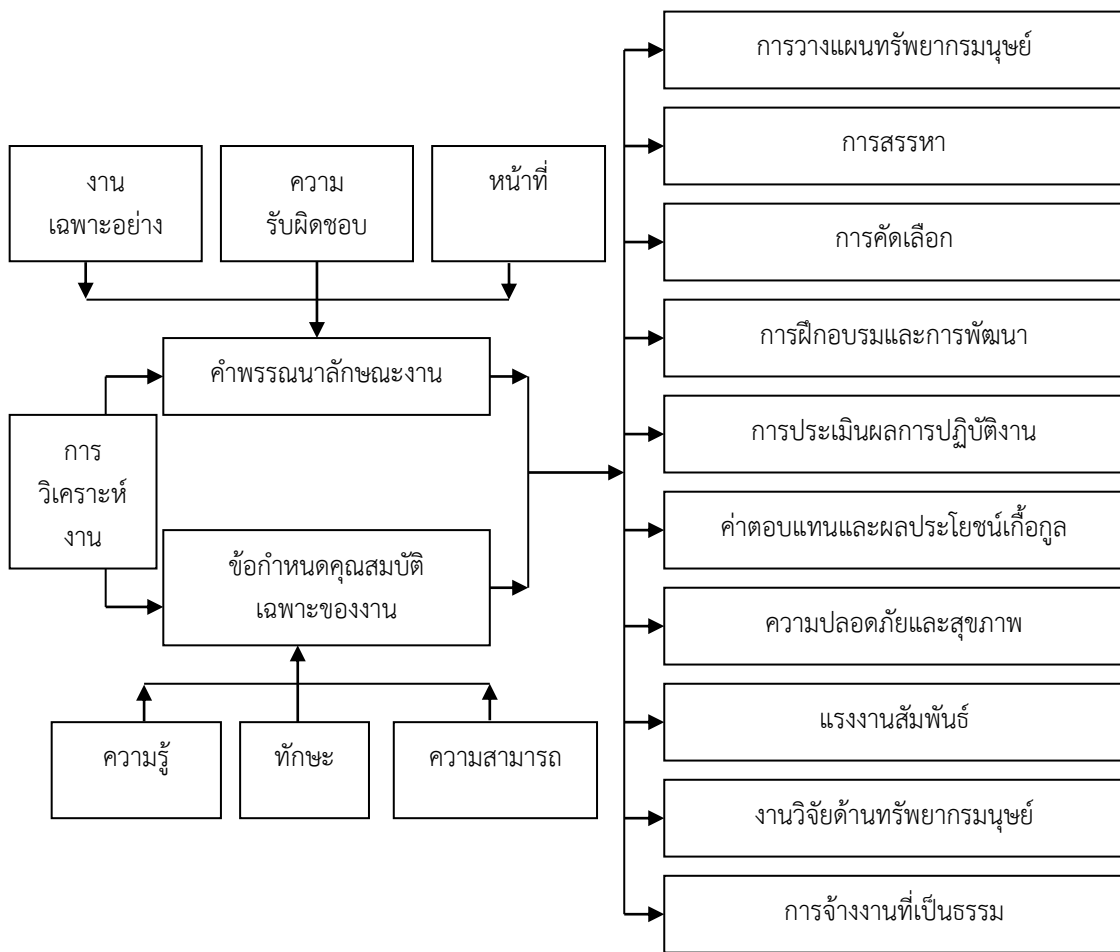 การวางแผนทรัพยากรมนุษย์
การสรรหา
งาน
เฉพาะอย่าง
ความ
รับผิดชอบ
หน้าที่
การคัดเลือก
การฝึกอบรมและการพัฒนา
คำพรรณนาลักษณะงาน
การ
วิเคราะห์
งาน
การประเมินผลการปฏิบัติงาน
ค่าตอบแทนและผลประโยชน์เกื้อกูล
ข้อกำหนดคุณสมบัติ
เฉพาะของงาน
ความปลอดภัยและสุขภาพ
แรงงานสัมพันธ์
ความรู้
ทักษะ
ความสามารถ
งานวิจัยด้านทรัพยากรมนุษย์
การจ้างงานที่เป็นธรรม